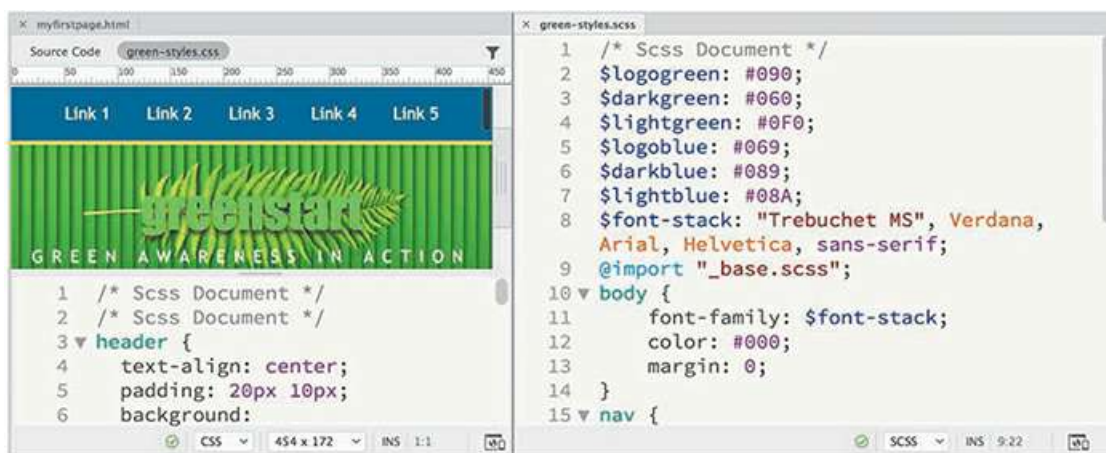 × myfirstpage.html
Source Code green-styles.css
0 50 100 150 200 250 300 350 400 450
Link 1 Link 2 Link 3 Link 4 Link 5
greenstart
GREEN AWARENESS IN ACTION
1 /* Scss Document */
2 /* Scss Document */
3 ▼ header {
4 text-align: center;
5 padding: 20px 10px;
6 background:
CSS 454 x 172 INS 1:1
× green-styles.scss
1 /* Scss Document */
2 $logogreen: #090;
3 $darkgreen: #060;
4 $lightgreen: #0F0;
5 $logoblue: #069;
6 $darkblue: #089;
7 $lightblue: #08A;
8 $font-stack: "Trebuchet MS", Verdana,
Arial, Helvetica, sans-serif;
9 @import "_base.scss";
10 ▼ body {
11 font-family: $font-stack;
12 color: #000;
13 margin: 0;
14 }
15 ▼ nav {
SCSS INS 9:22